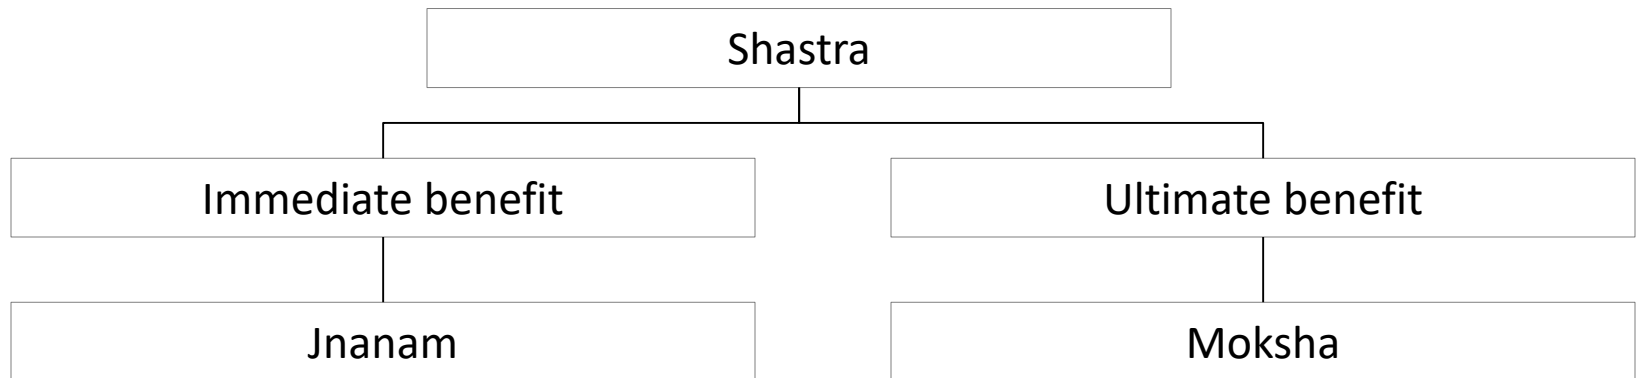 Shastra
Immediate benefit
Ultimate benefit
Jnanam
Moksha